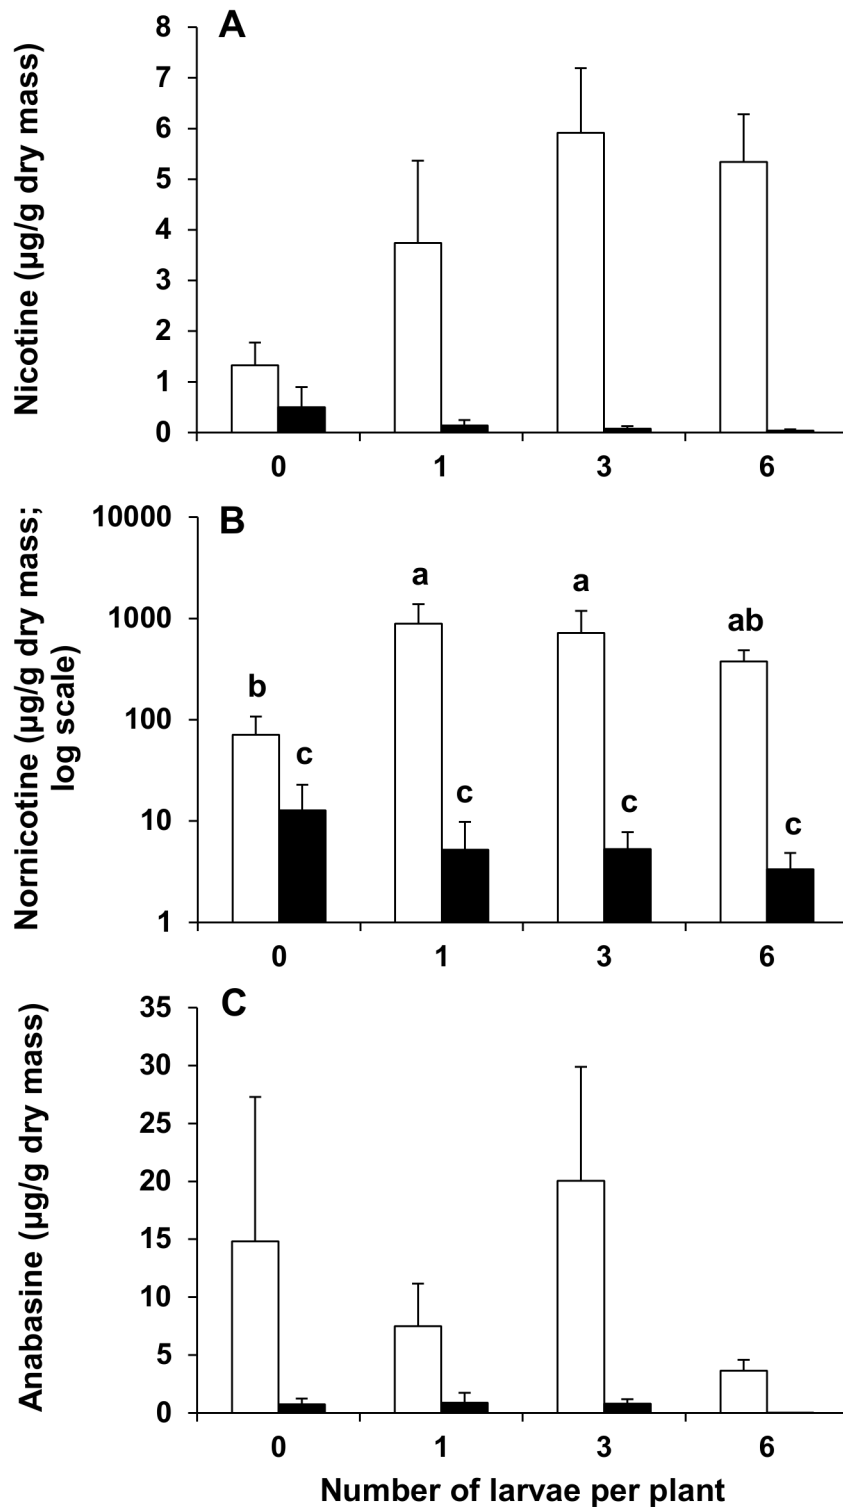 A
Nicotine (µg/g dry mass)
8
7
6
5
4
3
2
1
0
0 1 3 6
B
Nornicotine (µg/g dry mass;
log scale)
10000
1000
100
10
1
b c a c a c ab c
0 1 3 6
C
Anabasine (µg/g dry mass)
35
30
25
20
15
10
5
0
0 1 3 6
Number of larvae per plant